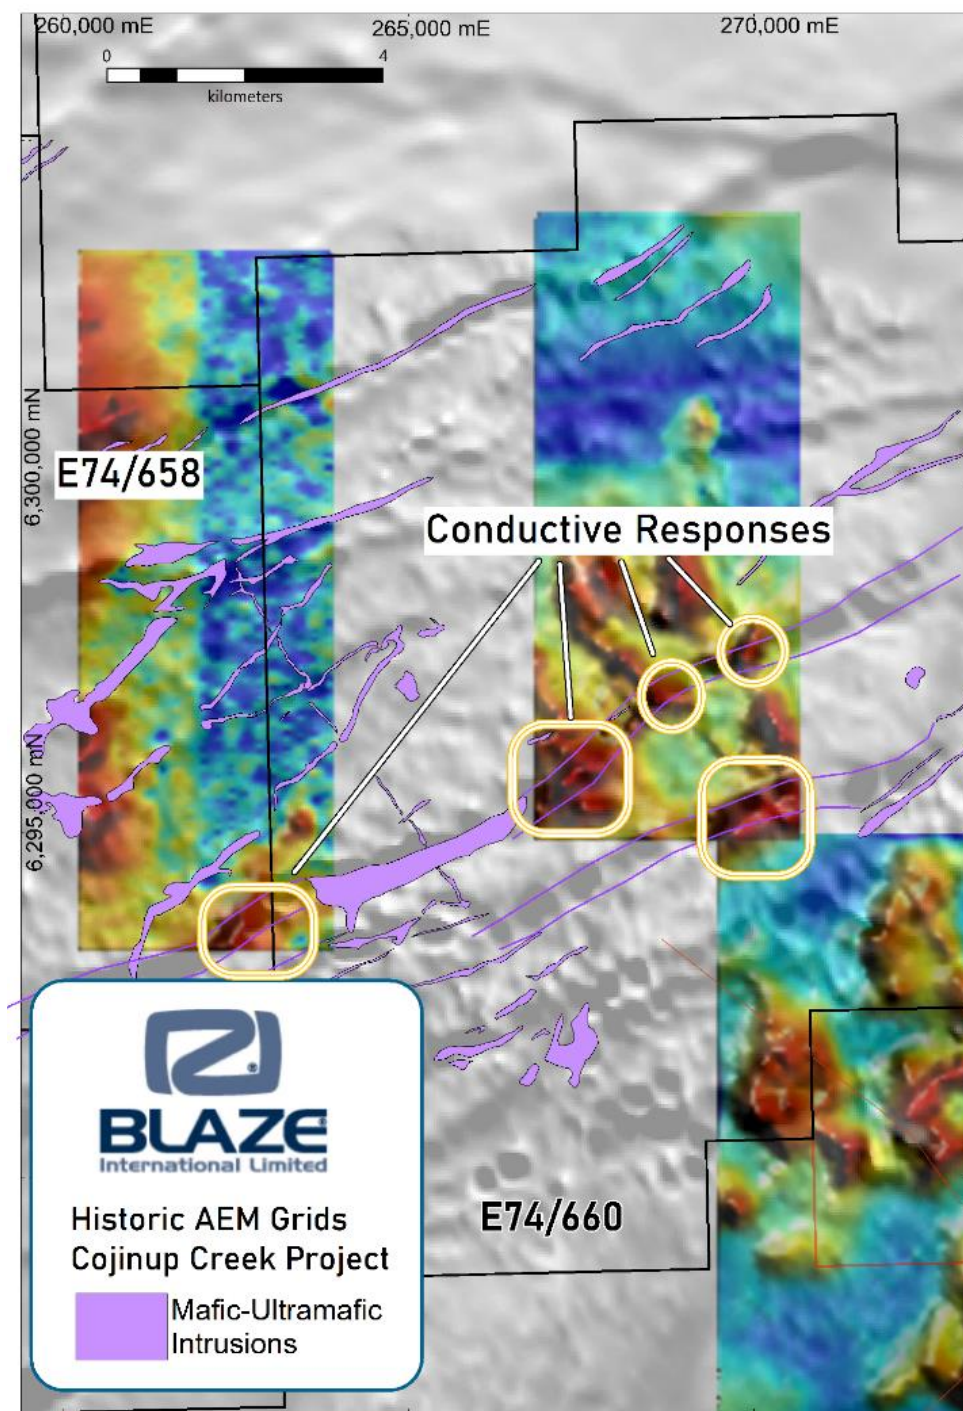 260,000 mE
265,000 mE
270,000 mE
0
4
kilometers
6,300,000 mN
E74/658
Conductive Responses
6,295,000 mN
BLAZE®
International Limited
Historic AEM Grids
Cojinup Creek Project
Mafic-Ultramafic
Intrusions
E74/660